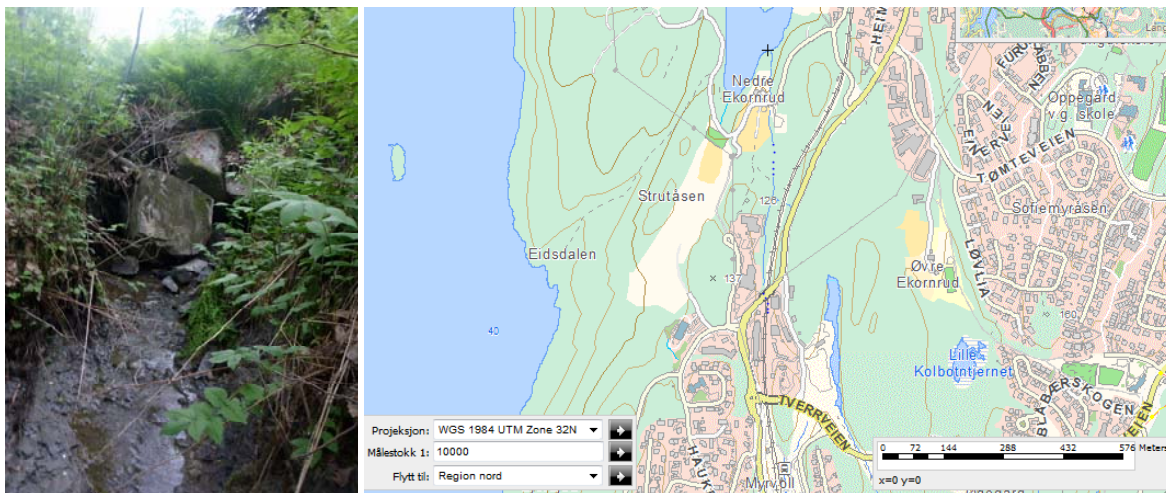 Nedre
Ekornrud
Oppegård
v.g. skole
TØMTEVEIEN
Strutåsen
126
Sofiemyråsen
Eidsdalen
137
Øvre
Ekornrud
LØVLIA
160
40
Lille
Kolbotntjernet
TVERRVEIEN
Myrvoll
Projeksjon: WGS 1984 UTM Zone 32N
Målestokk 1: 10000
Flytt til: Region nord
0 72 144 288 432 576 Meters
x=0 y=0